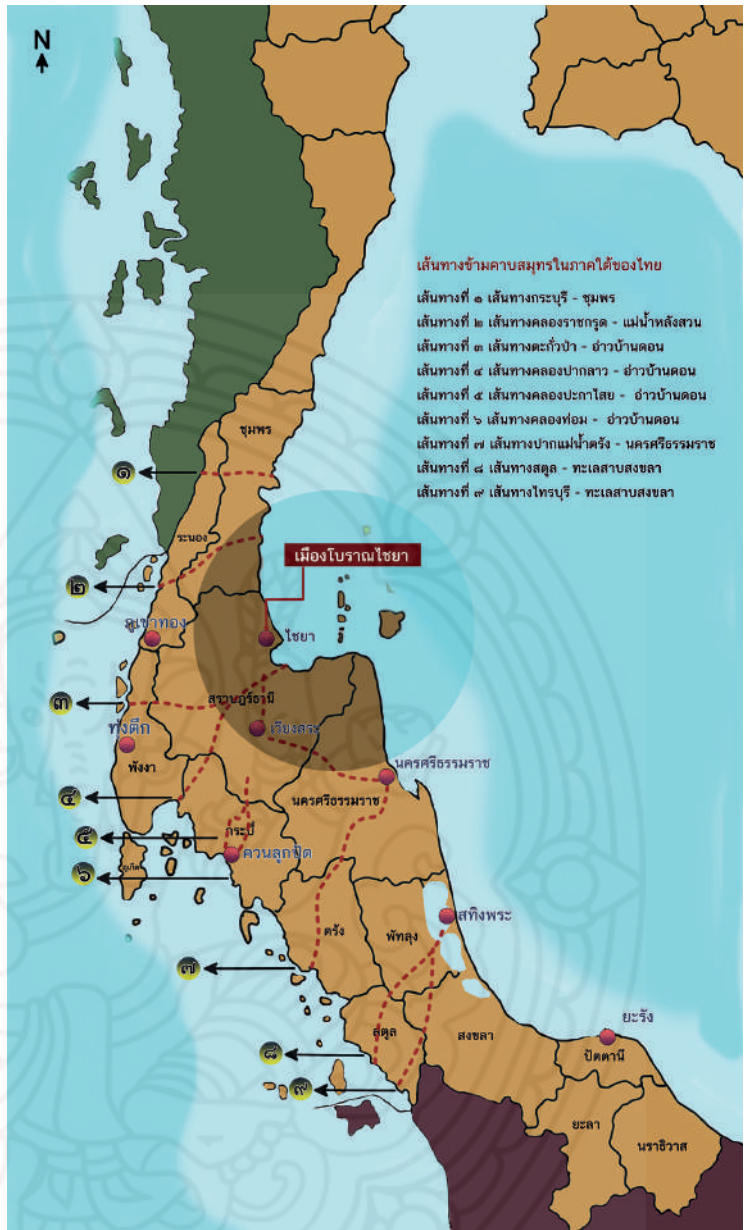 N
เส้นทางข้ามคาบสมุทรในภาคใต้ของไทย
เส้นทางที่ ๑ เส้นทางกระบุรี - ชุมพร
เส้นทางที่ ๒ เส้นทางคลองราชกรูด - แม่น้ำหลังสวน
เส้นทางที่ ๓ เส้นทางตะกั่วป่า - อ่าวบ้านดอน
เส้นทางที่ ๔ เส้นทางคลองปากลาว - อ่าวบ้านดอน
เส้นทางที่ ๕ เส้นทางคลองปะกาไสย - อ่าวบ้านดอน
เส้นทางที่ ๖ เส้นทางคลองท่อม - อ่าวบ้านดอน
เส้นทางที่ ๗ เส้นทางปากแม่น้ำตรัง - นครศรีธรรมราช
เส้นทางที่ ๘ เส้นทางสตูล - ทะเลสาบสงขลา
เส้นทางที่ ๙ เส้นทางไทรบุรี - ทะเลสาบสงขลา
ชุมพร
๑
ระนอง
เมืองโบราณไชยา
๒
ภูเขาทอง
ไชยา
๓
สุราษฎร์ธานี
เวียงสระ
ทุ่งตึก
พังงา
นครศรีธรรมราช
๔
นครศรีธรรมราช
๕
กระบี่
ควนลูกปัด
๖
ภูเก็ต
สทิงพระ
ตรัง
พัทลุง
๗
ยะรัง
สตูล
สงขลา
ปัตตานี
๘
๙
ยะลา
นราธิวาส